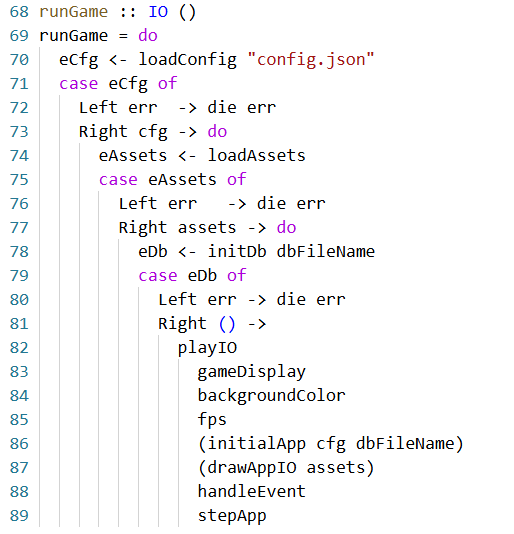 68 runGame :: IO ()
69 runGame = do
70   eCfg <- loadConfig "config.json"
71   case eCfg of
72     Left err  -> die err
73     Right cfg -> do
74       eAssets <- loadAssets
75       case eAssets of
76         Left err   -> die err
77         Right assets -> do
78           eDb <- initDb dbFileName
79           case eDb of
80             Left err -> die err
81             Right () ->
82               playIO
83                 gameDisplay
84                 backgroundColor
85                 fps
86                 (initialApp cfg dbFileName)
87                 (drawAppIO assets)
88                 handleEvent
89                 stepApp